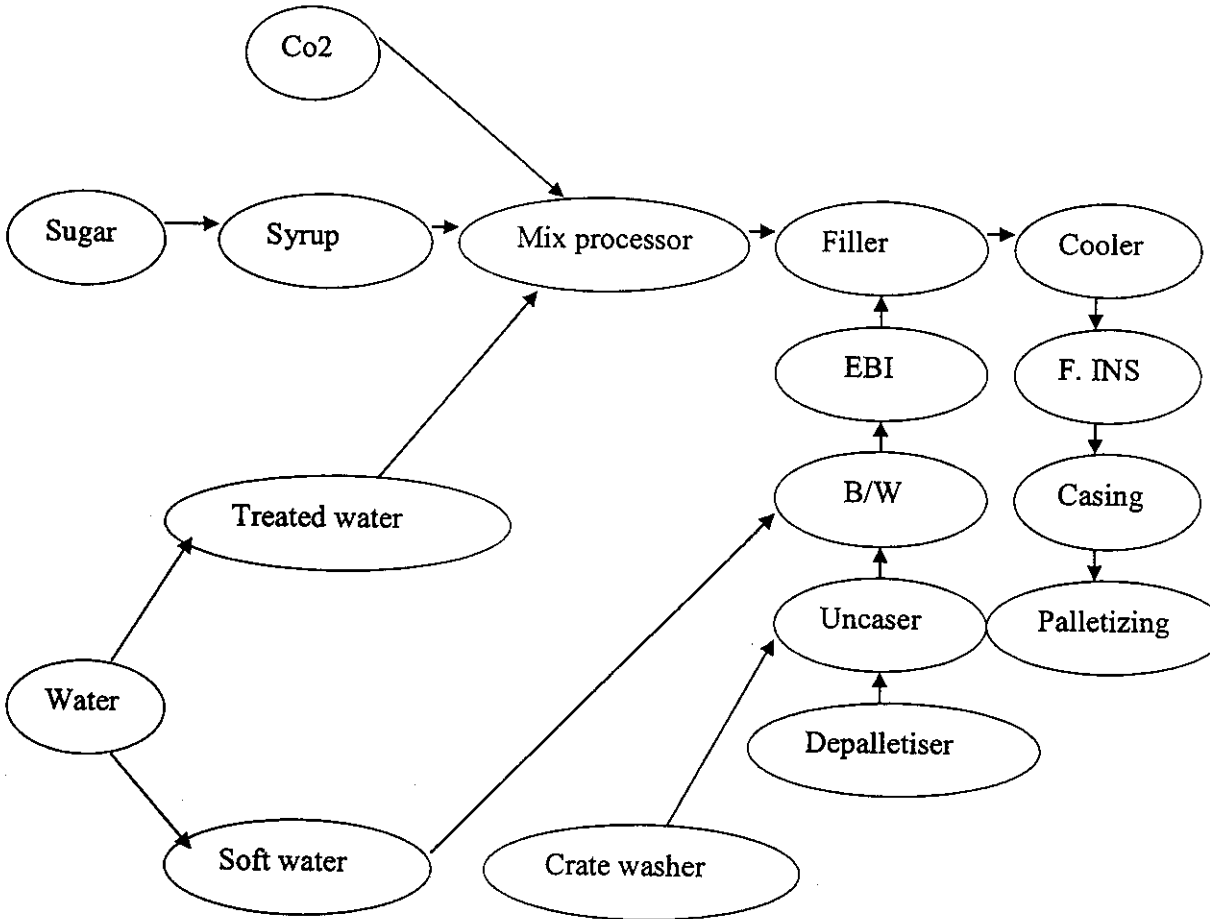 Co2
Sugar
Syrup
Mix processor
Filler
Cooler
EBI
F. INS
B/W
Casing
Treated water
Uncaser
Palletizing
Water
Depalletiser
Soft water
Crate washer